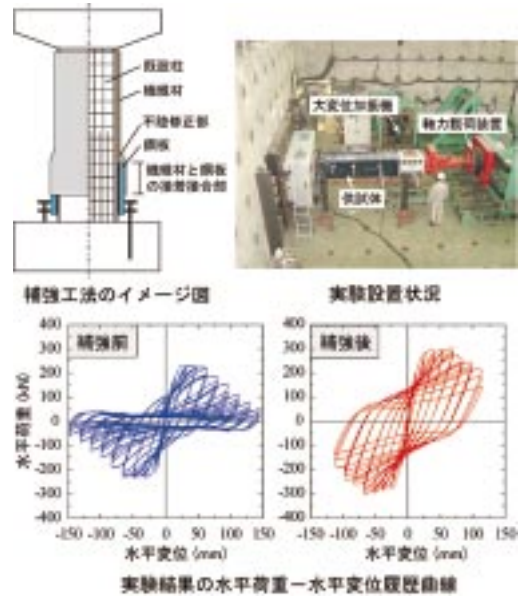 既設柱
繊維材
不陸修正部
鋼板
繊維材と鋼板
の接着接合部
補強工法のイメージ図
大変位加振機
軸力載荷装置
供試体
実験設置状況
補強前
水平荷重 (kN)
400
300
200
100
0
-100
-200
-300
-400
-150 -100 -50 0 50 100 150
水平変位 (mm)
補強後
400
300
200
100
0
-100
-200
-300
-400
-150 -100 -50 0 50 100 150
水平変位 (mm)
実験結果の水平荷重－水平変位履歴曲線